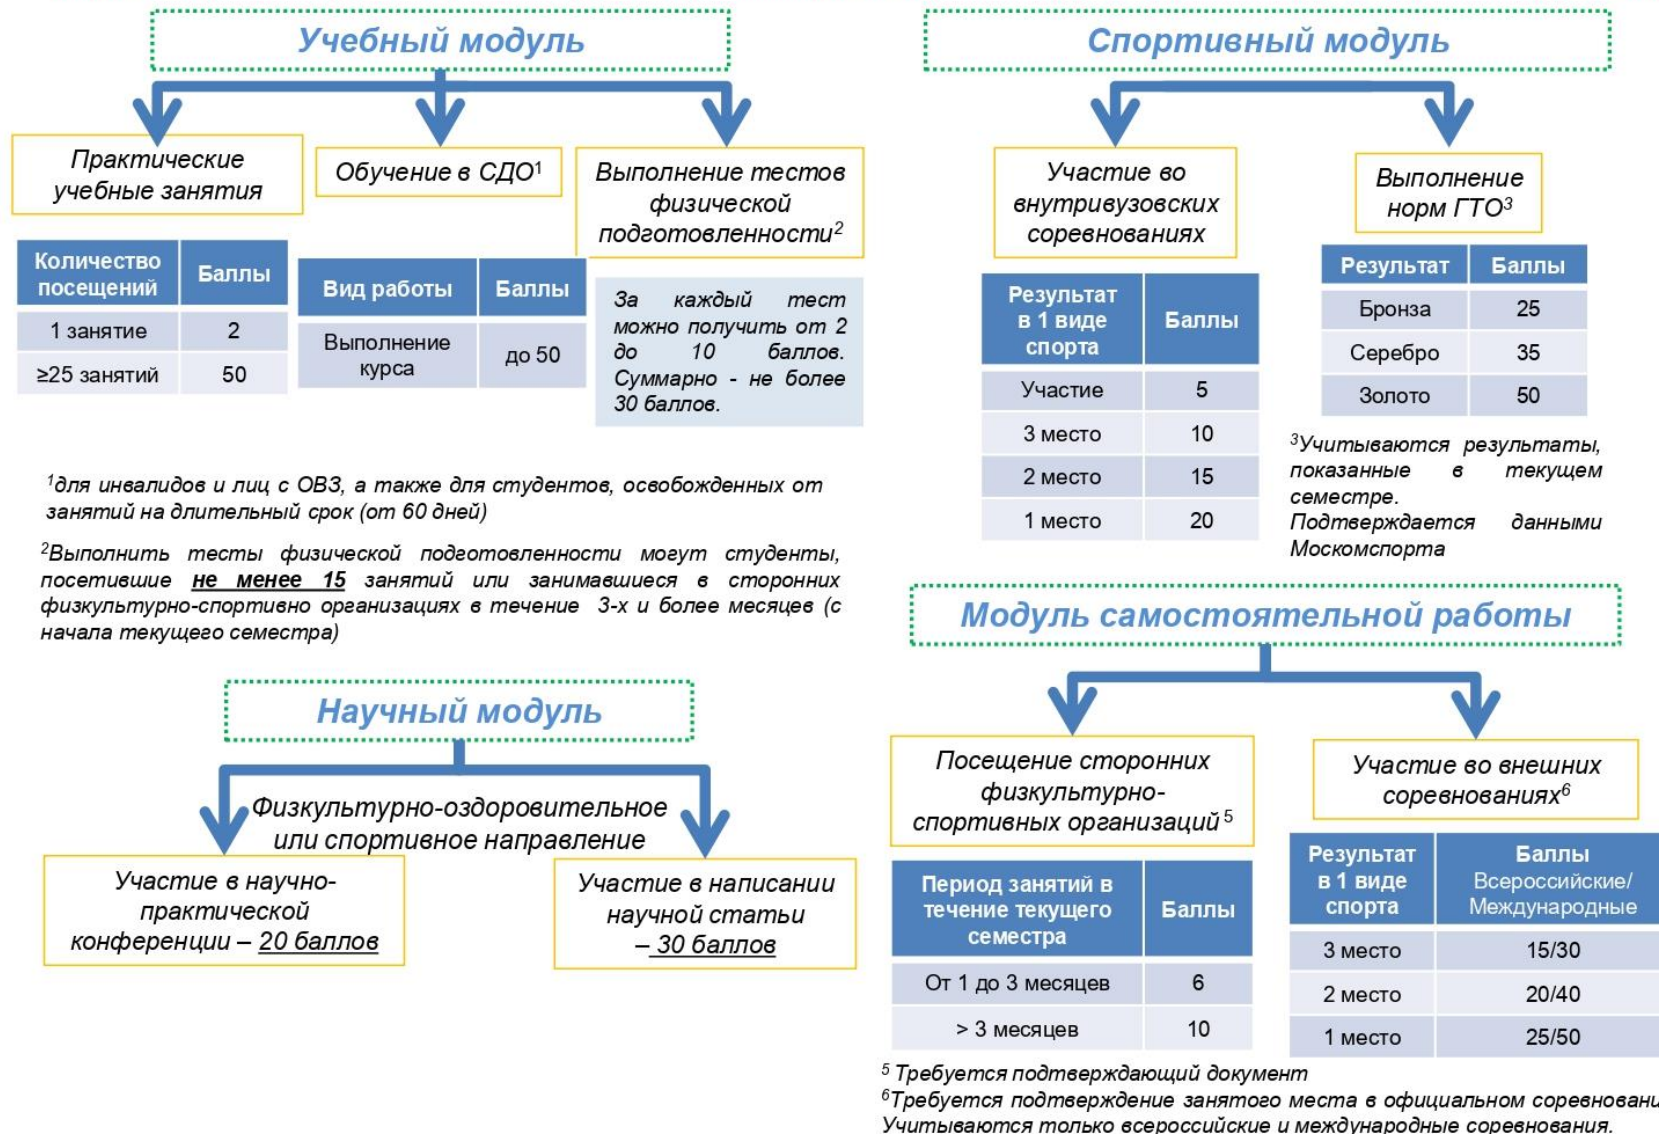 Учебный модуль
Практические
учебные занятия
Обучение в СДО¹
Выполнение тестов
физической
подготовленности²
Количество
посещений
Баллы
1 занятие
2
≥25 занятий
50
Вид работы
Баллы
Выполнение
курса
до 50
За каждый тест
можно получить от 2
до 10 баллов.
Суммарно - не более
30 баллов.
¹для инвалидов и лиц с ОВЗ, а также для студентов, освобожденных от
занятий на длительный срок (от 60 дней)
²Выполнить тесты физической подготовленности могут студенты,
посетившие не менее 15 занятий или занимавшиеся в сторонних
физкультурно-спортивно организациях в течение 3-х и более месяцев (с
начала текущего семестра)
Спортивный модуль
Участие во
внутривузовских
соревнованиях
Выполнение
норм ГТО³
Результат
в 1 виде
спорта
Баллы
Участие
5
3 место
10
2 место
15
1 место
20
Результат
Баллы
Бронза
25
Серебро
35
Золото
50
³Учитываются результаты,
показанные в текущем
семестре.
Подтверждается данными
Москомспорта
Научный модуль
Физкультурно-оздоровительное
или спортивное направление
Участие в научно-
практической
конференции – 20 баллов
Участие в написании
научной статьи
– 30 баллов
Модуль самостоятельной работы
Посещение сторонних
физкультурно-
спортивных организаций ⁵
Участие во внешних
соревнованиях⁶
Период занятий в
течение текущего
семестра
Баллы
От 1 до 3 месяцев
6
> 3 месяцев
10
Результат
в 1 виде
спорта
Баллы
Всероссийские/
Международные
3 место
15/30
2 место
20/40
1 место
25/50
⁵ Требуется подтверждающий документ
⁶Требуется подтверждение занятого места в официальном соревновани
Учитываются только всероссийские и международные соревнования.